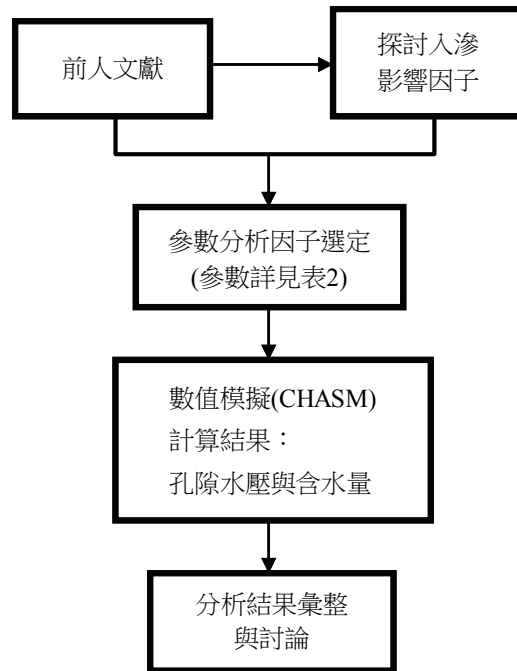 前人文獻
探討入滲
影響因子
參數分析因子選定
(參數詳見表2)
數值模擬(CHASM)
計算結果：
孔隙水壓與含水量
分析結果彙整
與討論